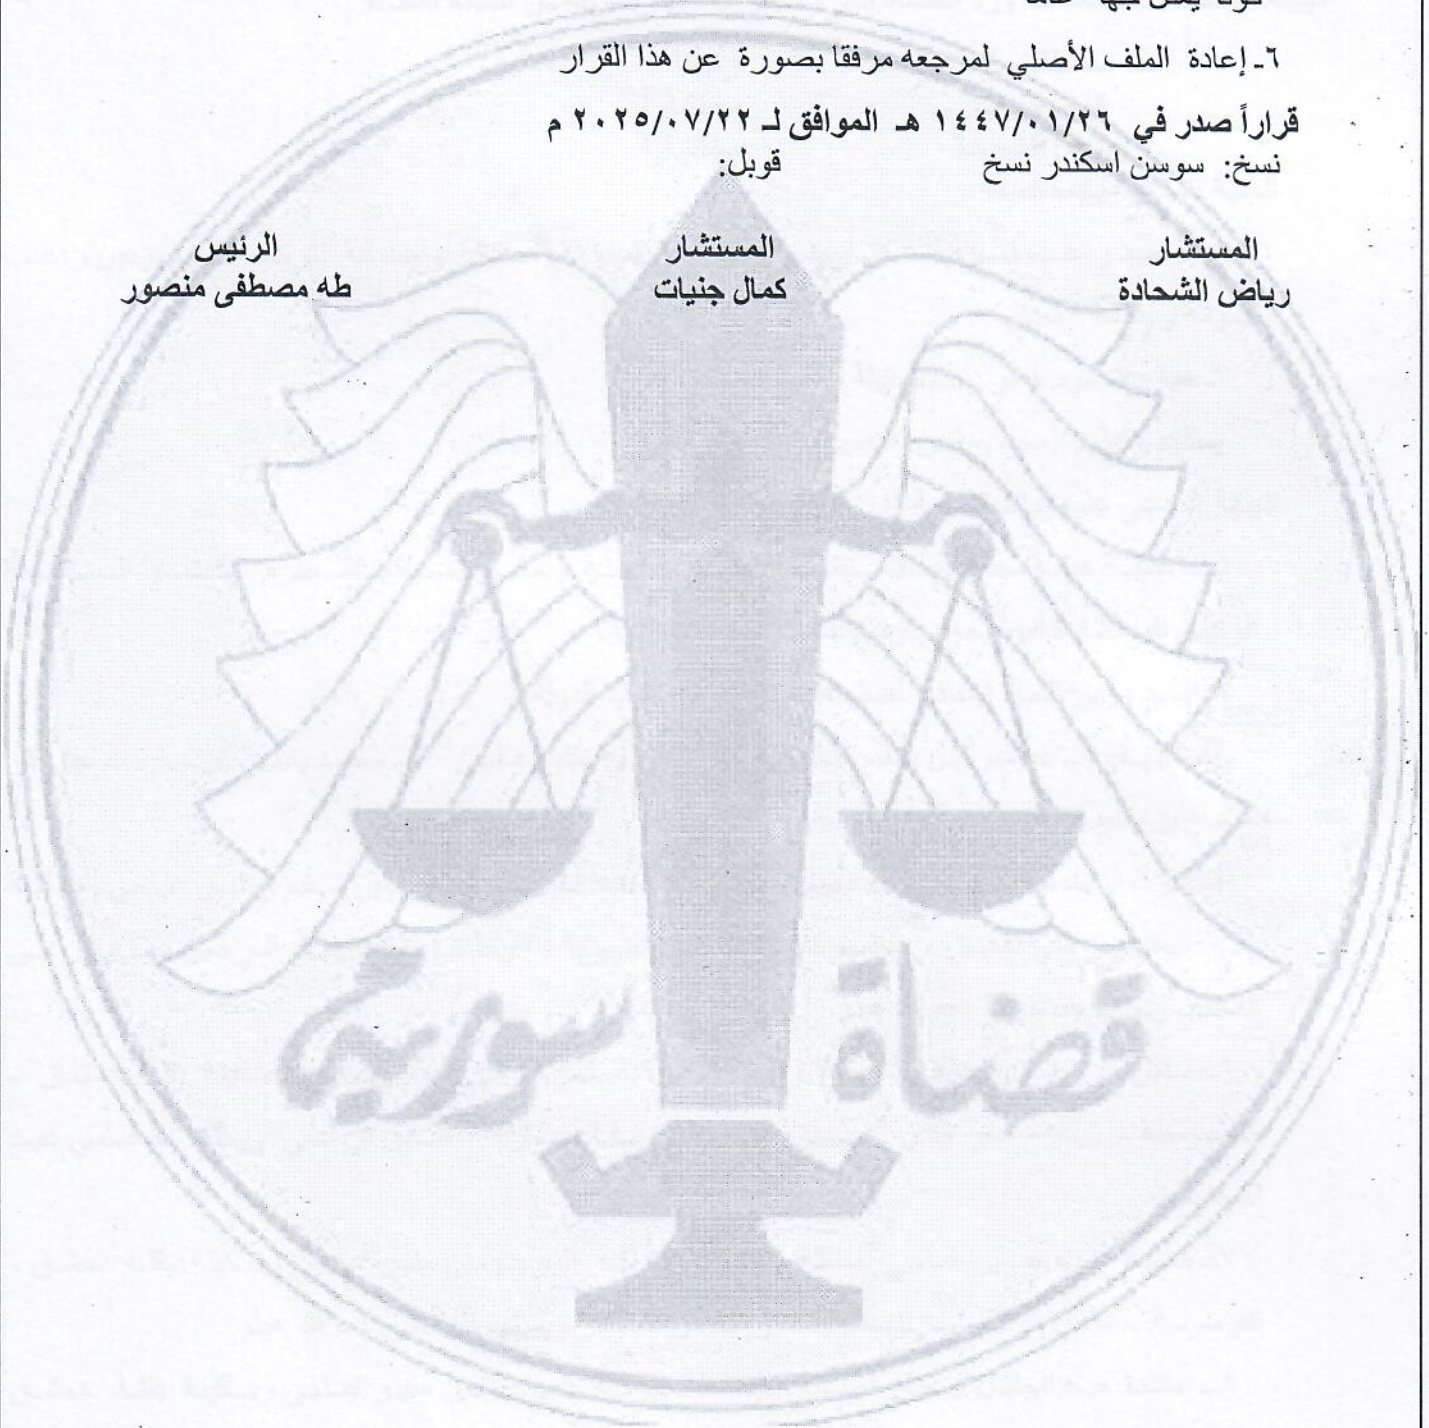 ٦- إعادة الملف الأصلي لمرجعه مرفقا بصورة عن هذا القرار
قراراً صدر في ١٤٤٧/٠١/٢٦ هـ الموافق لـ ٢٠٢٥/٠٧/٢٢ م
نسخ: سوسن اسكندر نسخ قوبل:
المستشار المستشار الرئيس
رياض الشحادة كمال جنيات طه مصطفى منصور
قضاة سورية